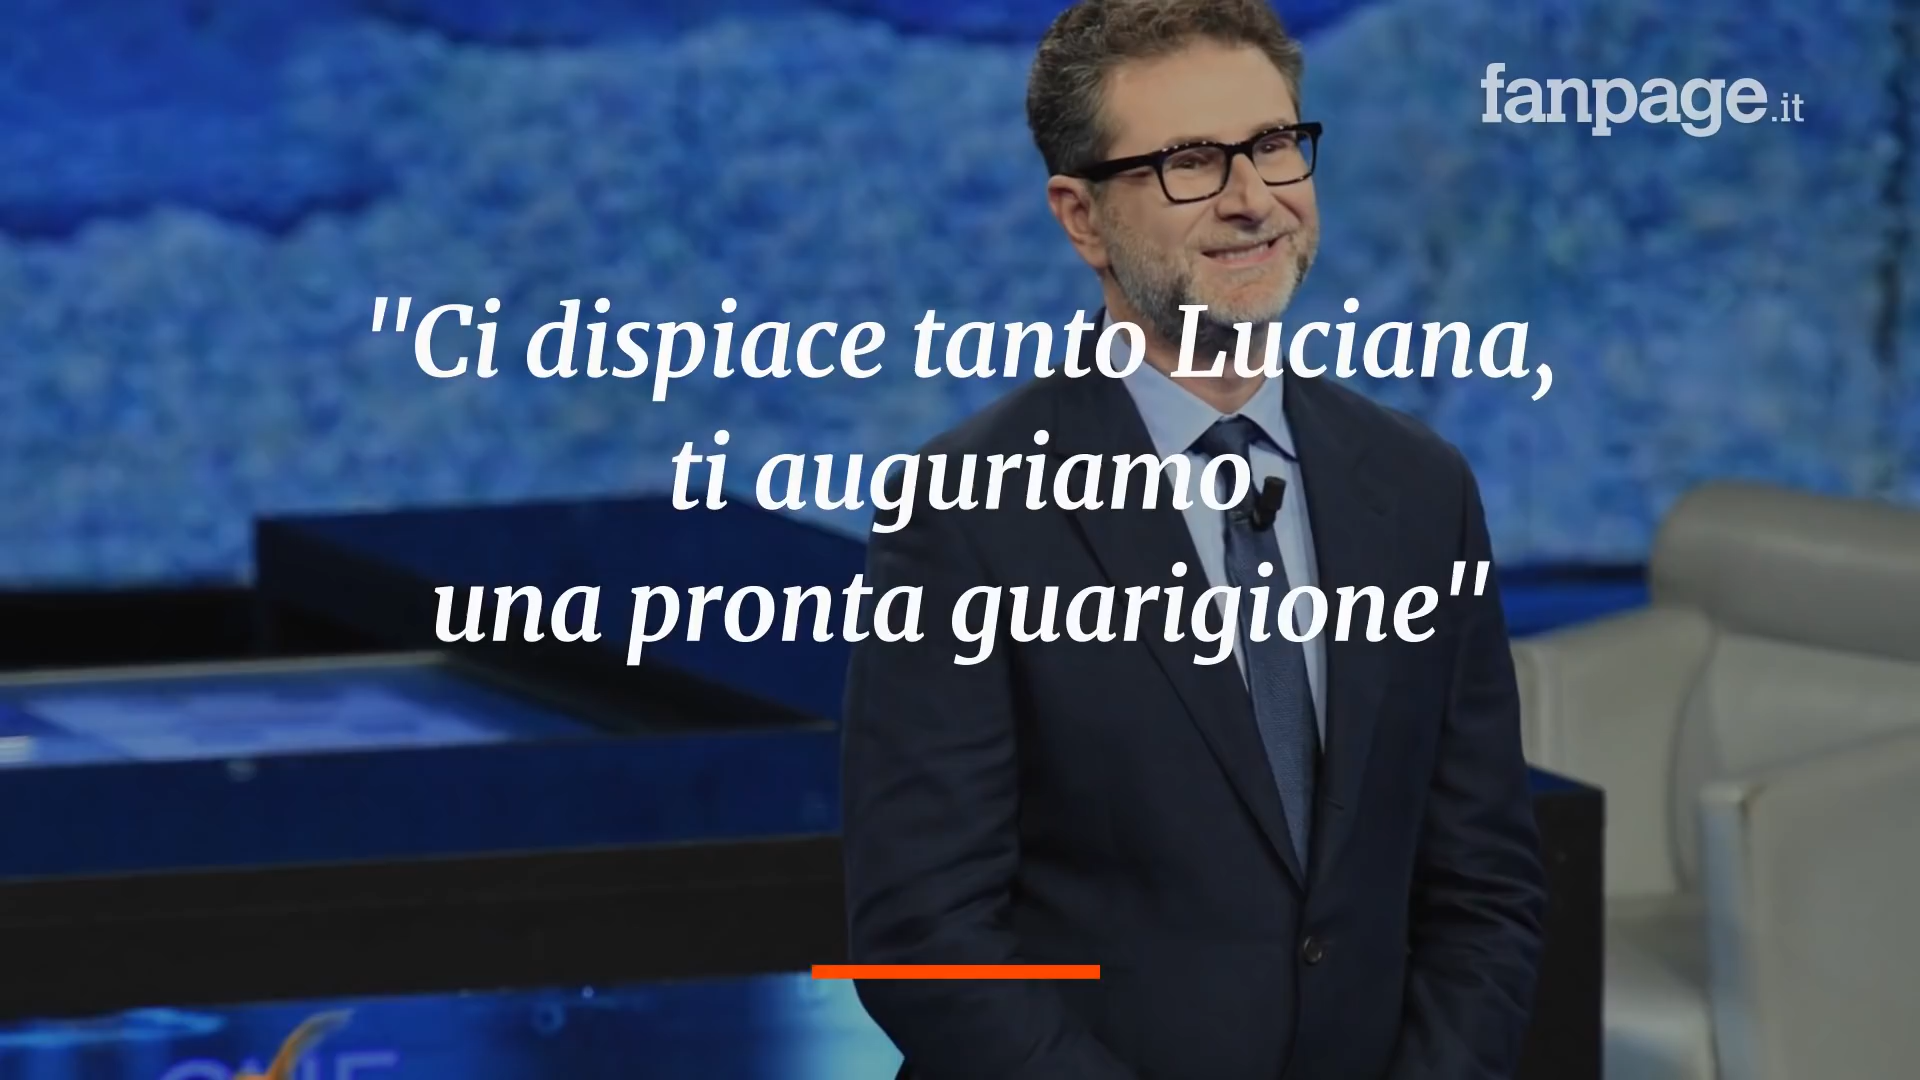 fanpage.it
"Ci dispiace tanto Luciana,
ti auguriamo
una pronta guarigione"